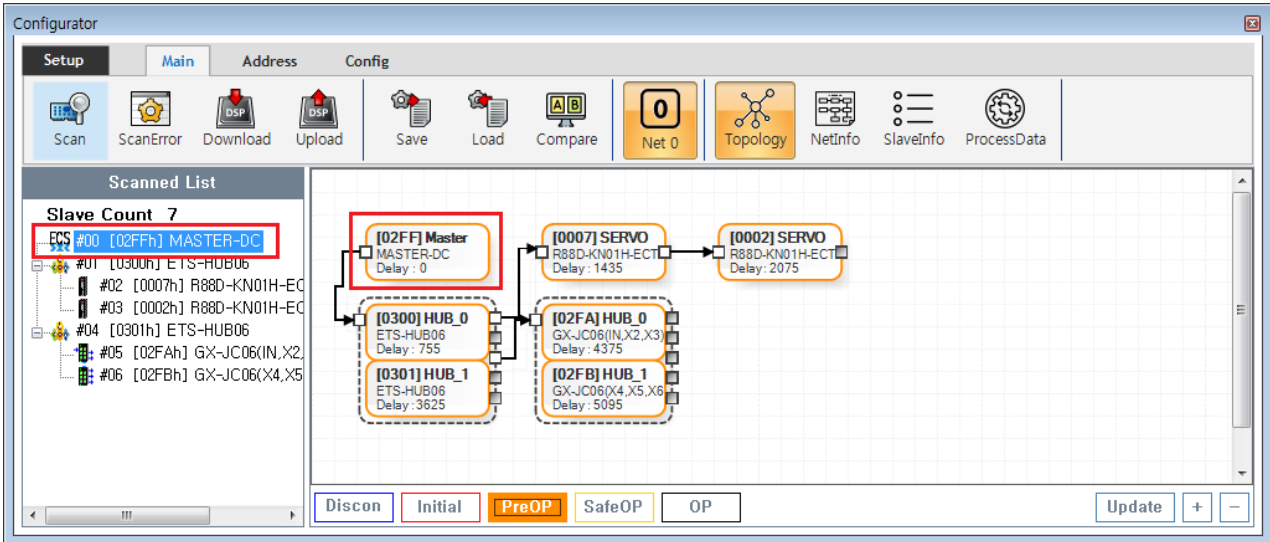 Configurator
Setup Main Address Config
Scan ScanError Download Upload Save Load Compare Net 0 Topology NetInfo SlaveInfo ProcessData
DSP DSP A B 0
Scanned List
Slave Count 7
ECS #00 [02FFh] MASTER-DC
#01 [0300h] ETS-HUB06
#02 [0007h] R88D-KN01H-EC
#03 [0002h] R88D-KN01H-EC
#04 [0301h] ETS-HUB06
#05 [02FAh] GX-JC06(IN,X2,
#06 [02FBh] GX-JC06(X4,X5
[02FF] Master
MASTER-DC
Delay : 0
[0007] SERVO
R88D-KN01H-ECT
Delay : 1435
[0002] SERVO
R88D-KN01H-ECT
Delay : 2075
[0300] HUB_0
ETS-HUB06
Delay : 755
[0301] HUB_1
ETS-HUB06
Delay : 3625
[02FA] HUB_0
GX-JC06(IN,X2,X3)
Delay : 4375
[02FB] HUB_1
GX-JC06(X4,X5,X6
Delay : 5095
Discon Initial PreOP SafeOP OP Update + −